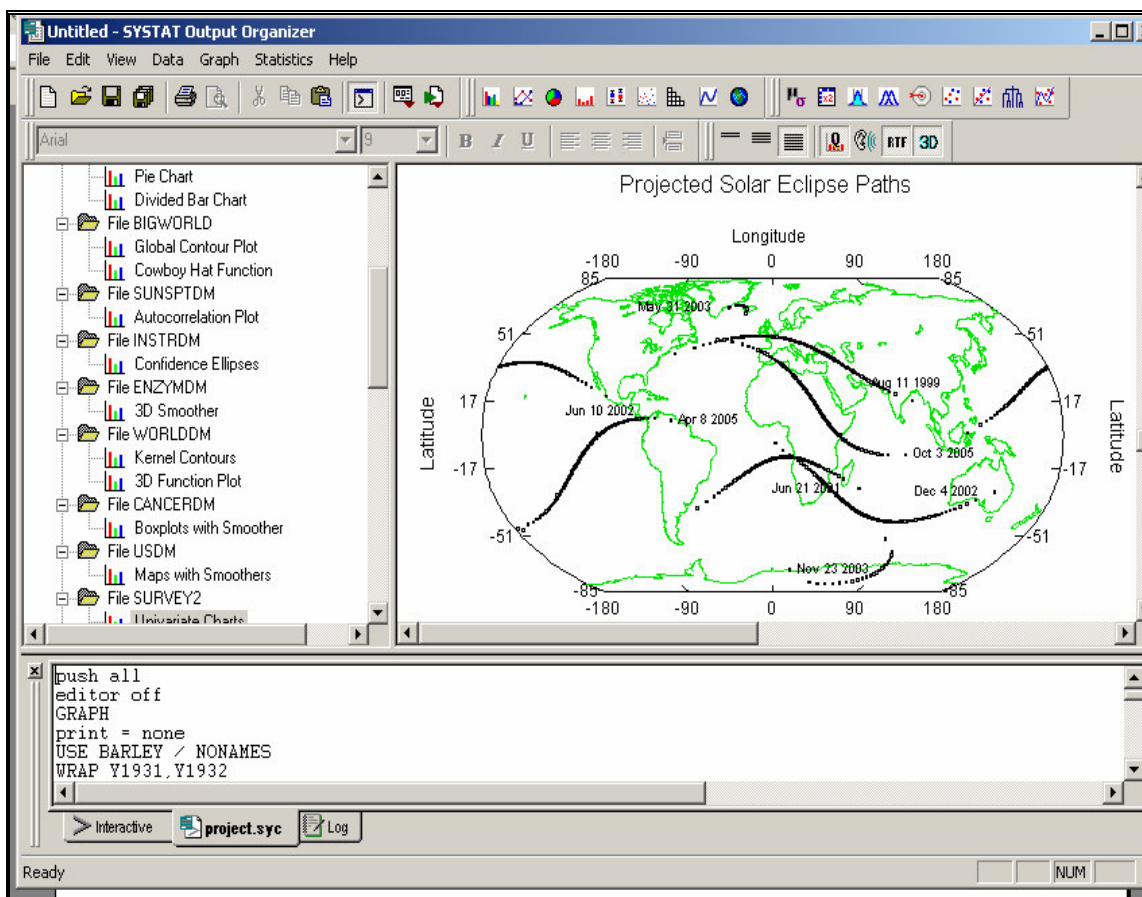 Untitled - SYSTAT Output Organizer
File Edit View Data Graph Statistics Help
Arial 9 B I U RTF 3D
Pie Chart
Divided Bar Chart
File BIGWORLD
Global Contour Plot
Cowboy Hat Function
File SUNSPTDM
Autocorrelation Plot
File INSTRDM
Confidence Ellipses
File ENZYMDM
3D Smoother
File WORLDDM
Kernel Contours
3D Function Plot
File CANCERDM
Boxplots with Smoother
File USDM
Maps with Smoothers
File SURVEY2
Univariate Charts
Projected Solar Eclipse Paths
Longitude
-180 -90 0 90 180
85 -85
May 31 2003
51 51
Aug 11 1999
17 17
Jun 10 2002 Apr 8 2005
Latitude Latitude
Oct 3 2005
-17 -17
Jun 21 2001 Dec 4 2002
-51 -51
Nov 23 2003
-85 -85
-180 -90 0 90 180
push all
editor off
GRAPH
print = none
USE BARLEY / NONAMES
WRAP Y1931,Y1932
Interactive project.syc Log
Ready NUM